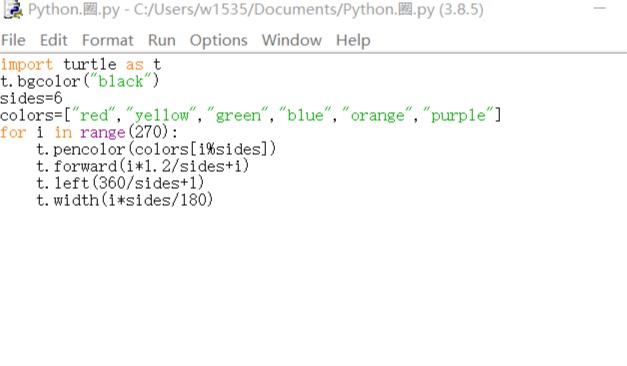 Python.圈.py - C:/Users/w1535/Documents/Python.圈.py (3.8.5)
File Edit Format Run Options Window Help
import turtle as t
t.bgcolor("black")
sides=6
colors=["red","yellow","green","blue","orange","purple"]
for i in range(270):
    t.pencolor(colors[i%sides])
    t.forward(i*1.2/sides+i)
    t.left(360/sides+1)
    t.width(i*sides/180)